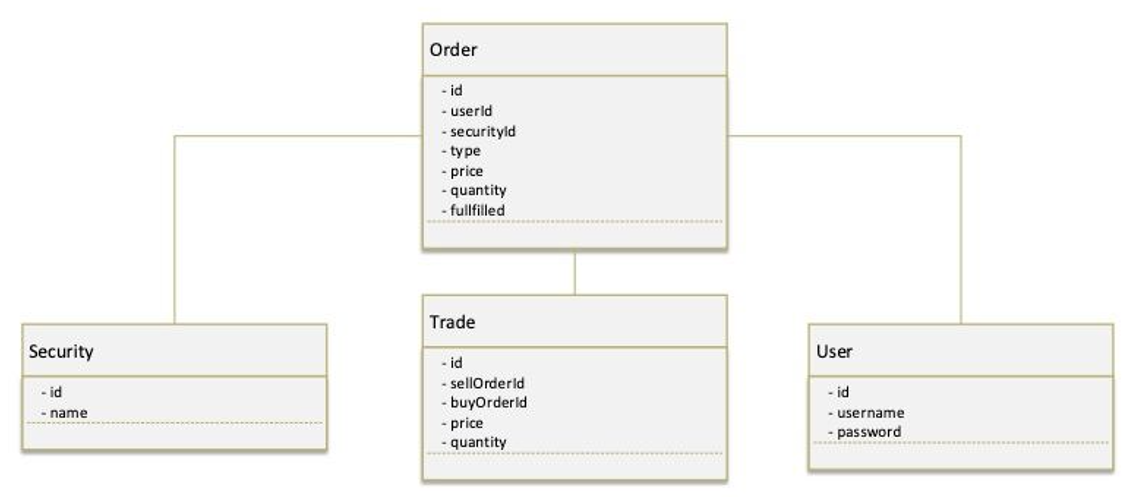 Order
- id
- userId
- securityId
- type
- price
- quantity
- fullfilled
Security
- id
- name
Trade
- id
- sellOrderId
- buyOrderId
- price
- quantity
User
- id
- username
- password